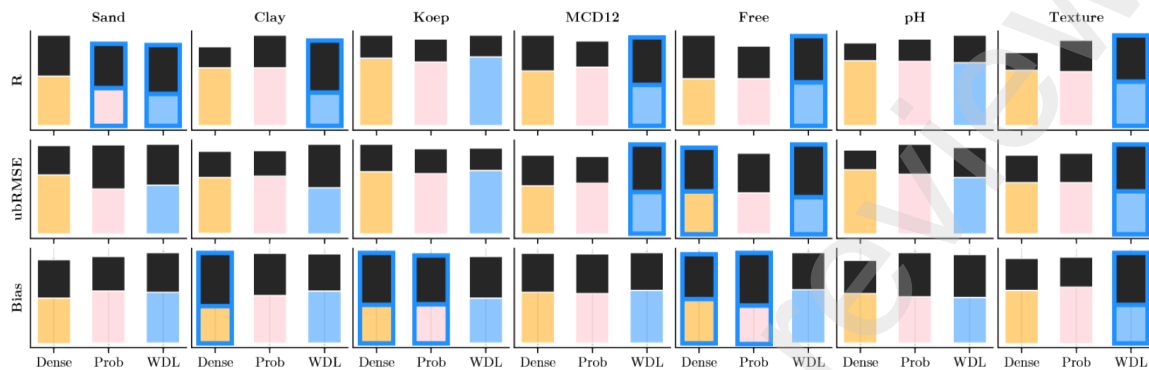 Sand Clay Koep MCD12 Free pH Texture
R
ubRMSE
Bias
Dense Prob WDL Dense Prob WDL Dense Prob WDL Dense Prob WDL Dense Prob WDL Dense Prob WDL Dense Prob WDL
review